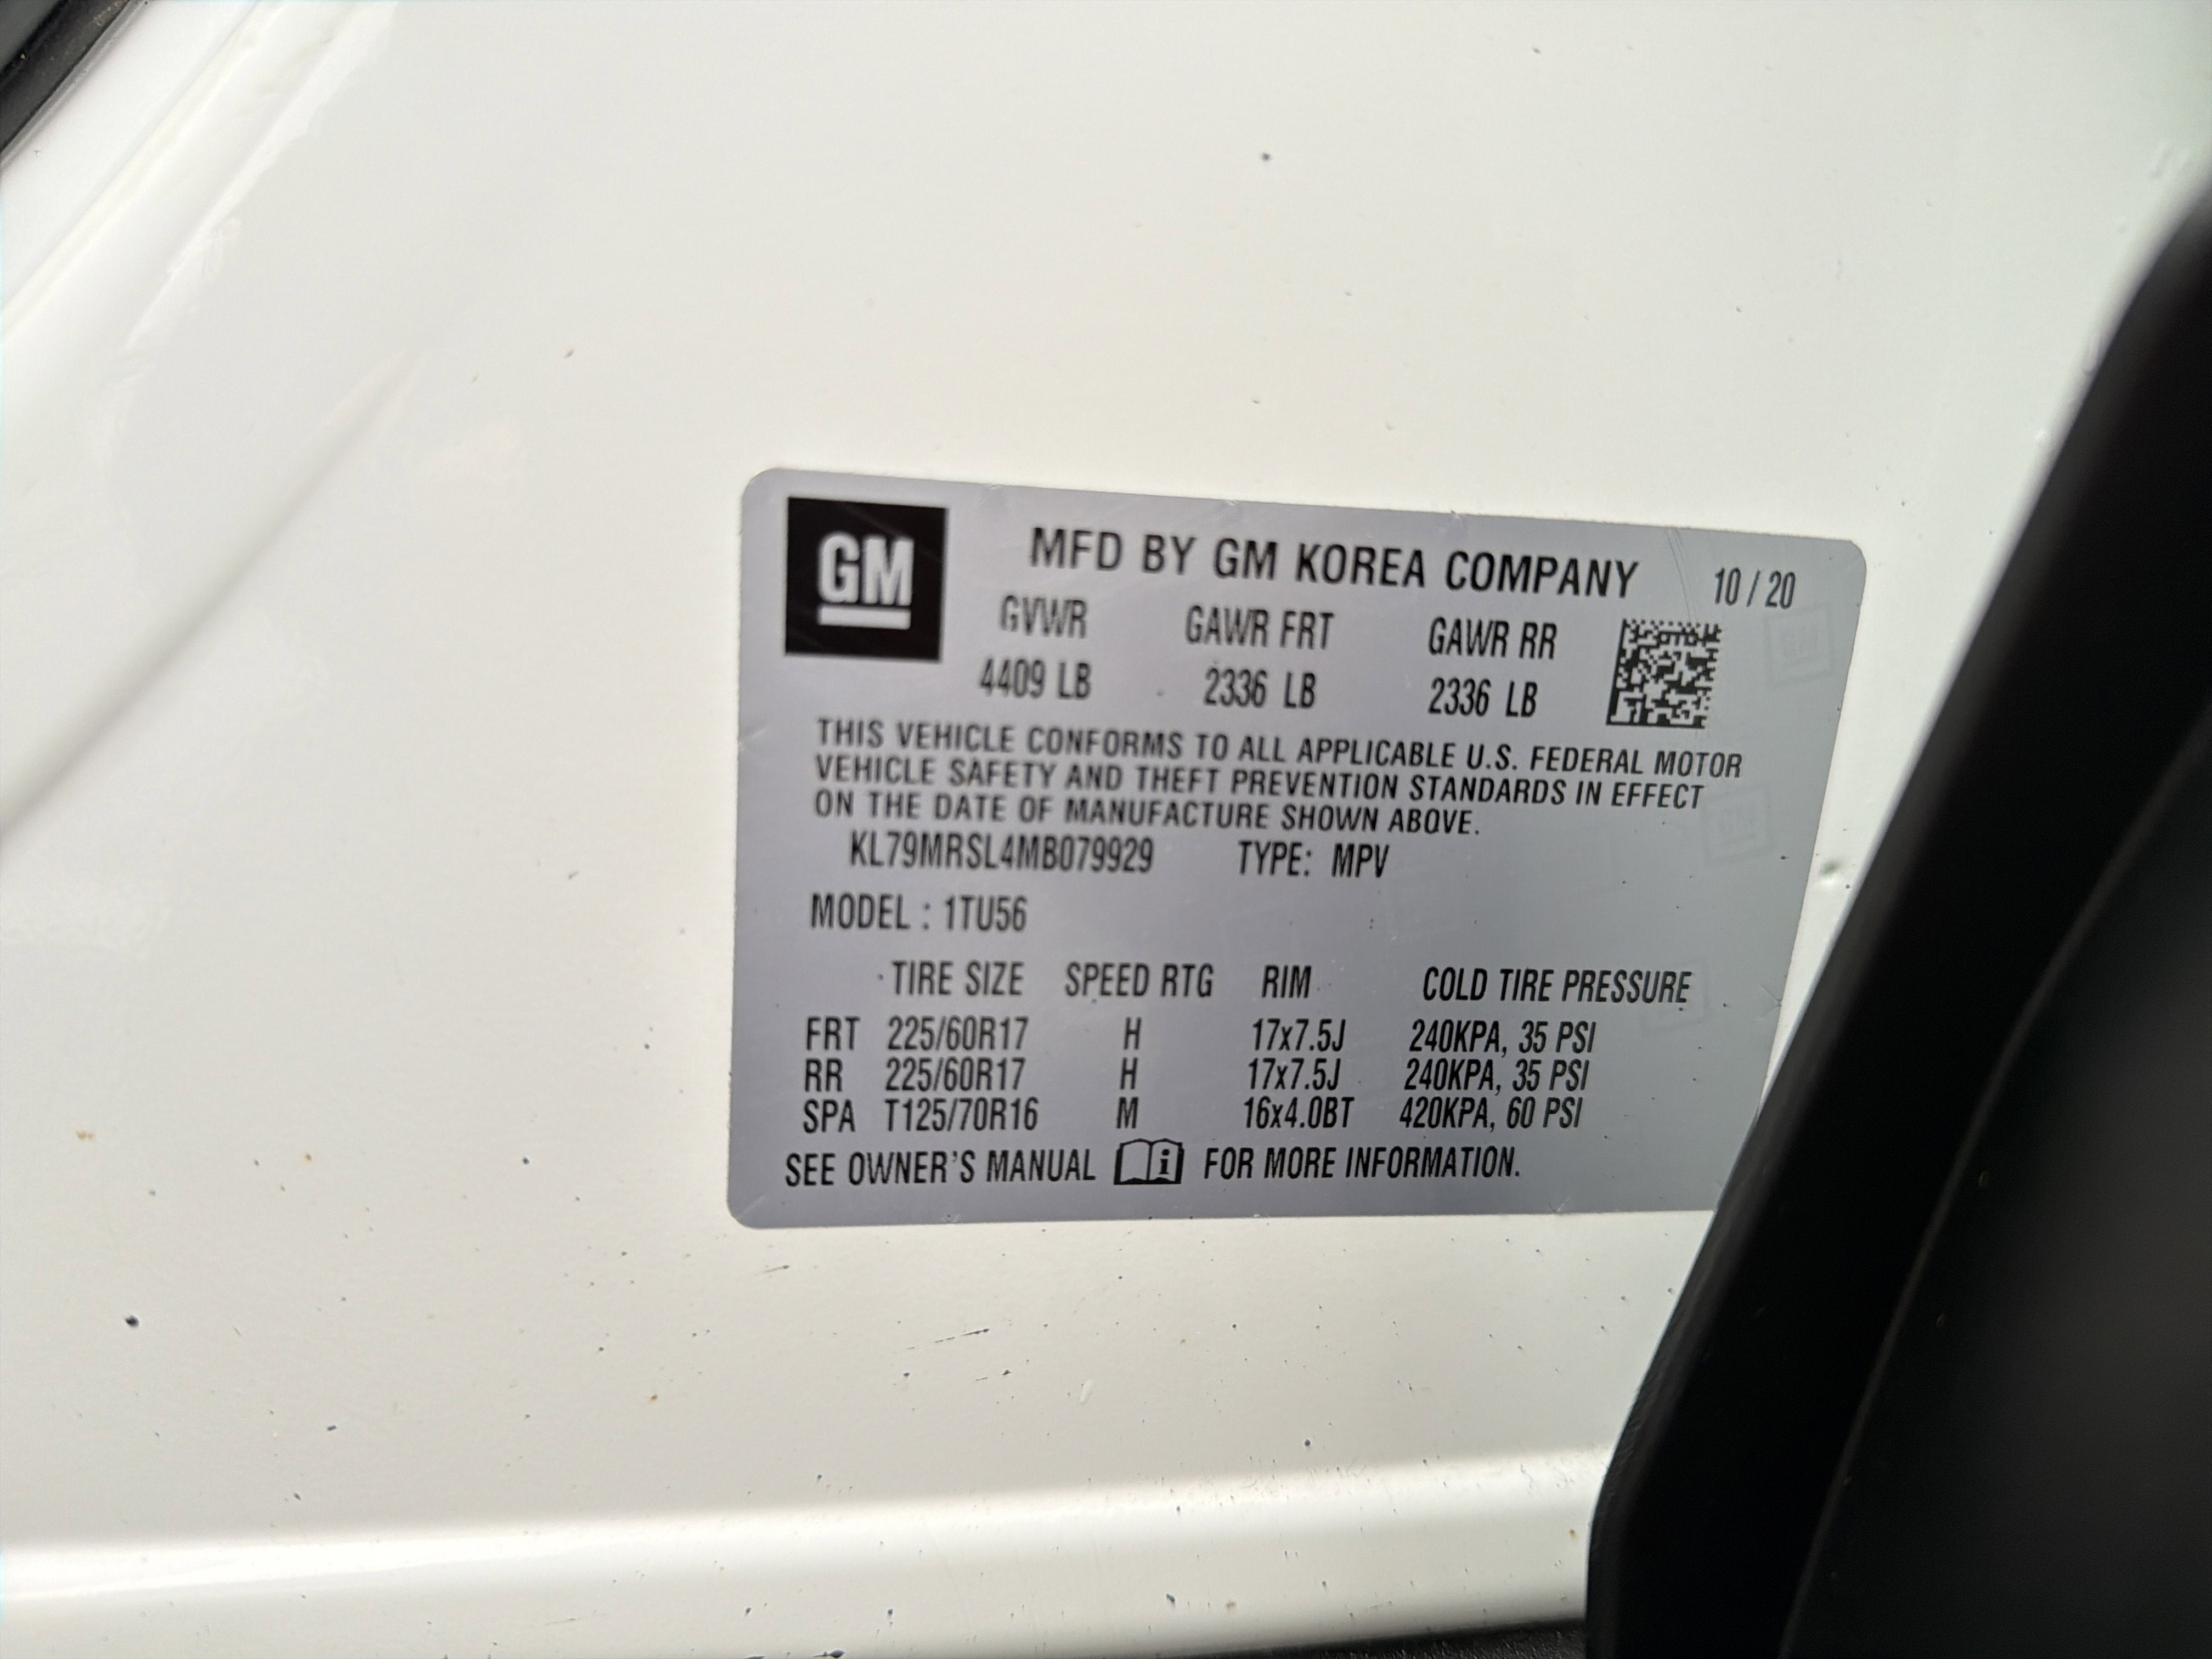 GM
MFD BY GM KOREA COMPANY 10 / 20
GVWR GAWR FRT GAWR RR
4409 LB 2336 LB 2336 LB
THIS VEHICLE CONFORMS TO ALL APPLICABLE U.S. FEDERAL MOTOR
VEHICLE SAFETY AND THEFT PREVENTION STANDARDS IN EFFECT
ON THE DATE OF MANUFACTURE SHOWN ABOVE.
KL79MRSL4MB079929 TYPE: MPV
MODEL : 1TU56
TIRE SIZE SPEED RTG RIM COLD TIRE PRESSURE
FRT 225/60R17 H 17x7.5J 240KPA, 35 PSI
RR 225/60R17 H 17x7.5J 240KPA, 35 PSI
SPA T125/70R16 M 16x4.0BT 420KPA, 60 PSI
SEE OWNER'S MANUAL i FOR MORE INFORMATION.